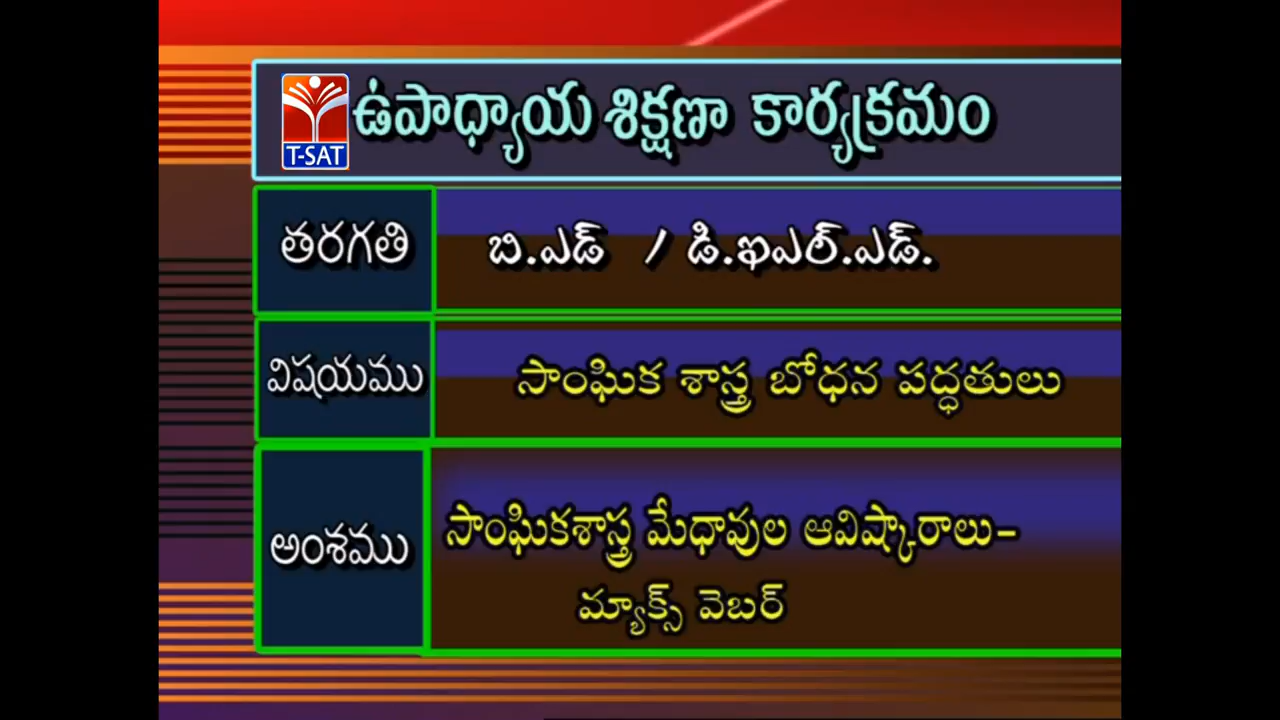 T-SAT
ఉపాధ్యాయ శిక్షణా కార్యక్రమం
తరగతి
బి.ఎడ్ / డి.ఇఎల్.ఎడ్.
విషయము
సాంఘిక శాస్త్ర బోధన పద్ధతులు
అంశము
సాంఘికశాస్త్ర మేధావుల ఆవిష్కారాలు-
మ్యాక్స్ వెబర్